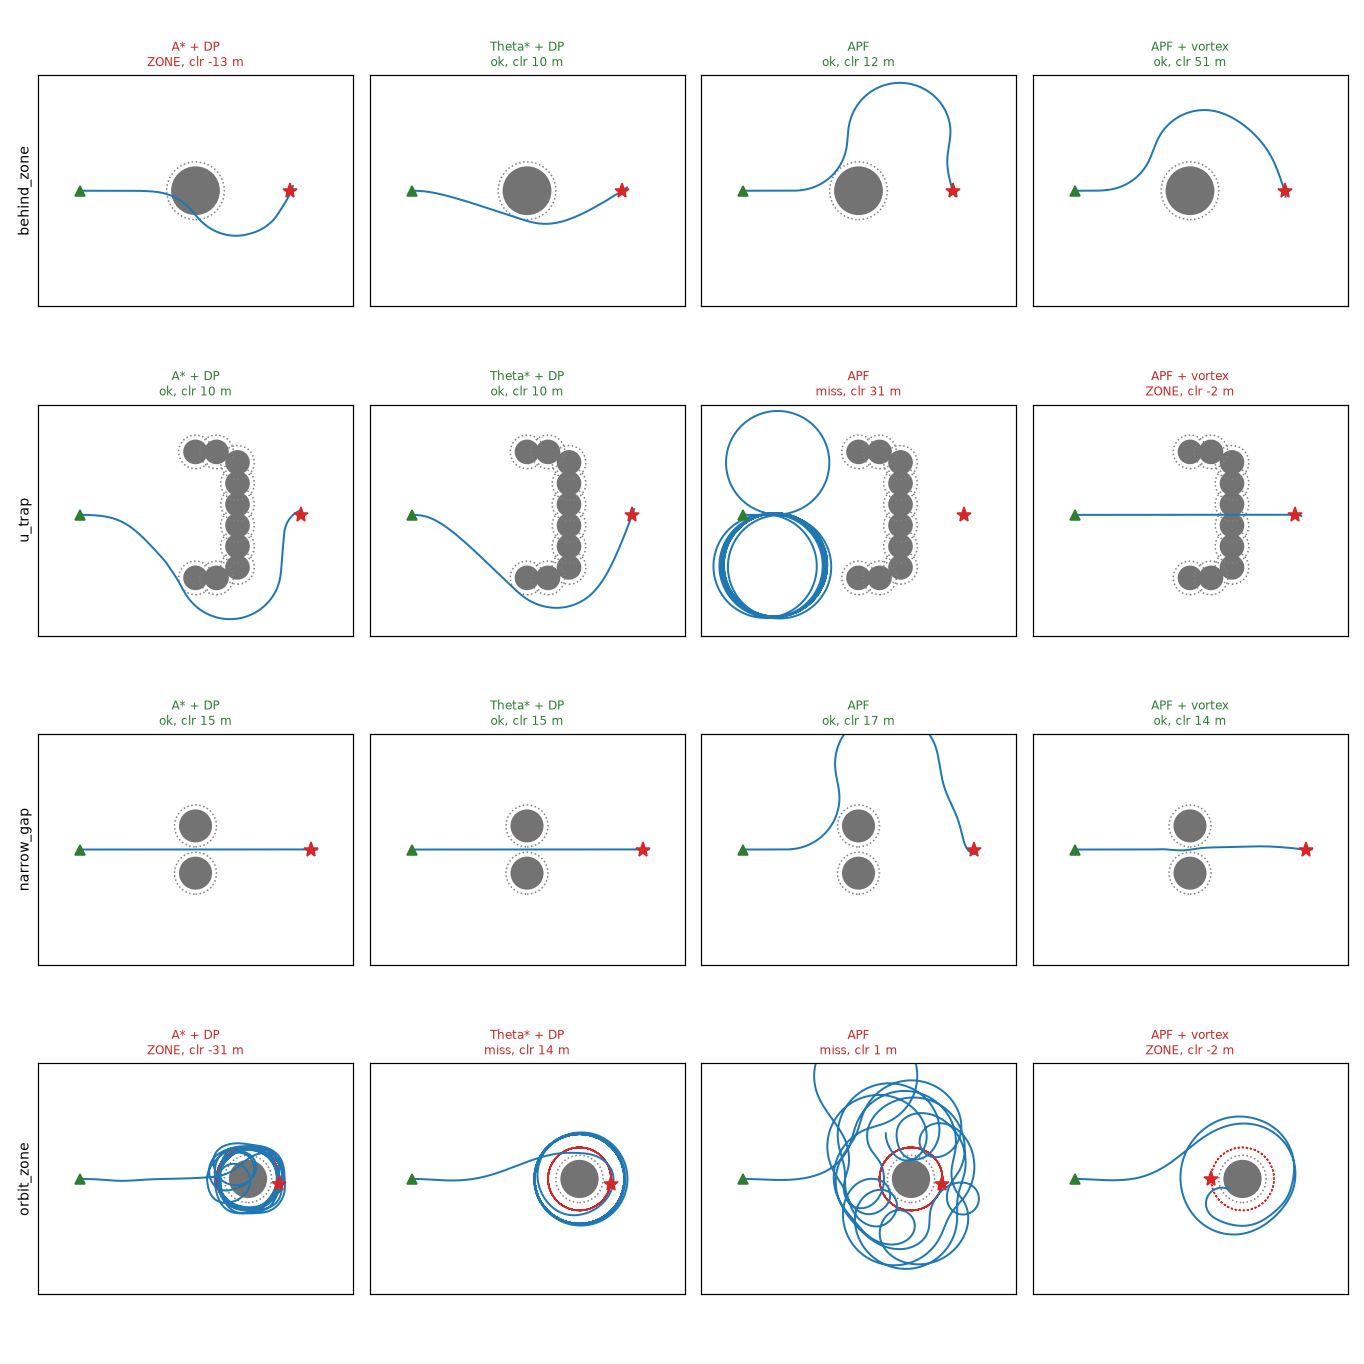 A* + DP
ZONE, clr -13 m
Theta* + DP
ok, clr 10 m
APF
ok, clr 12 m
APF + vortex
ok, clr 51 m
behind_zone
A* + DP
ok, clr 10 m
Theta* + DP
ok, clr 10 m
APF
miss, clr 31 m
APF + vortex
ZONE, clr -2 m
u_trap
A* + DP
ok, clr 15 m
Theta* + DP
ok, clr 15 m
APF
ok, clr 17 m
APF + vortex
ok, clr 14 m
narrow_gap
A* + DP
ZONE, clr -31 m
Theta* + DP
miss, clr 14 m
APF
miss, clr 1 m
APF + vortex
ZONE, clr -2 m
orbit_zone